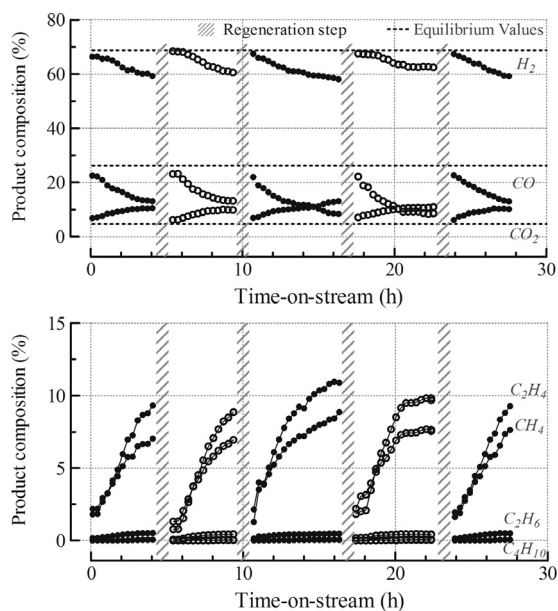 Regeneration step
Equilibrium Values
Product composition (%)
80
60
40
20
0
H2
CO
CO2
0
10
20
30
Time-on-stream (h)
Product composition (%)
15
10
5
0
C2H4
CH4
C2H6
C4H10
0
10
20
30
Time-on-stream (h)